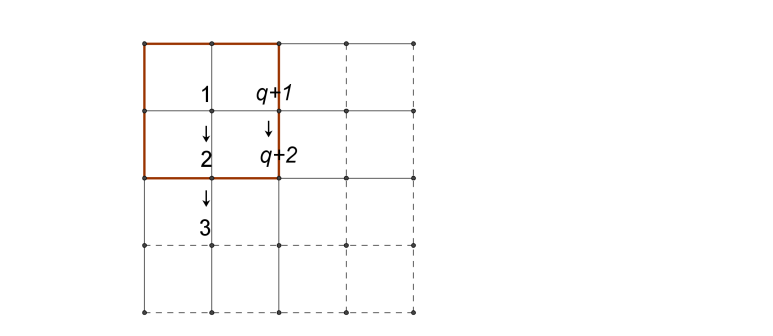 1 q+1
↓ ↓
2 q+2
↓
3